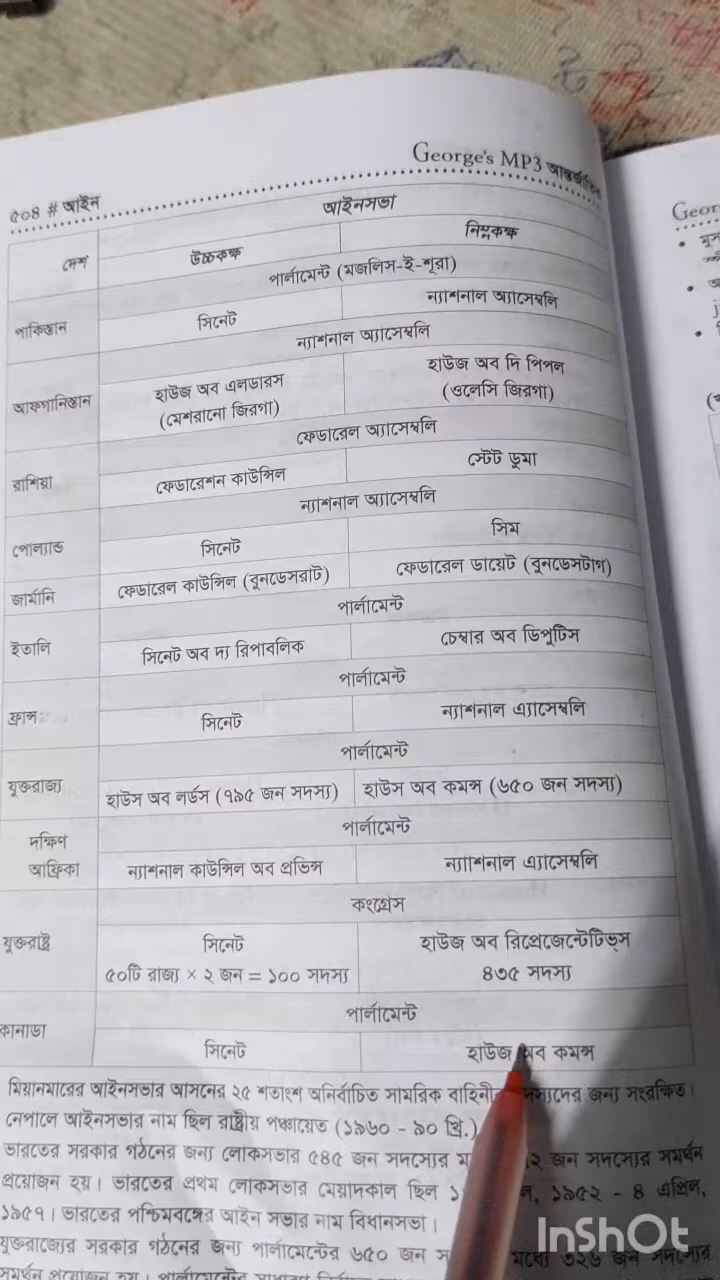 George's MP3 আন্তর্জাতিক
৫০৪ # আইন
আইনসভা
দেশ উচ্চকক্ষ নিম্নকক্ষ
পার্লামেন্ট (মজলিস-ই-শূরা)
পাকিস্তান সিনেট ন্যাশনাল অ্যাসেম্বলি
ন্যাশনাল অ্যাসেম্বলি
আফগানিস্তান হাউজ অব এলডারস হাউজ অব দি পিপল
(মেশরানো জিরগা) (ওলেসি জিরগা)
ফেডারেল অ্যাসেম্বলি
রাশিয়া ফেডারেশন কাউন্সিল স্টেট ডুমা
ন্যাশনাল অ্যাসেম্বলি
পোল্যান্ড সিনেট সিম
জার্মানি ফেডারেল কাউন্সিল (বুনডেসরাট) ফেডারেল ডায়েট (বুনডেসটাগ)
পার্লামেন্ট
ইতালি সিনেট অব দ্য রিপাবলিক চেম্বার অব ডিপুটিস
পার্লামেন্ট
ফ্রান্স সিনেট ন্যাশনাল এ্যাসেম্বলি
পার্লামেন্ট
যুক্তরাজ্য হাউস অব লর্ডস (৭৯৫ জন সদস্য) হাউস অব কমন্স (৬৫০ জন সদস্য)
পার্লামেন্ট
দক্ষিণ আফ্রিকা ন্যাশনাল কাউন্সিল অব প্রভিন্স ন্যাশিনাল এ্যাসেম্বলি
কংগ্রেস
যুক্তরাষ্ট্র সিনেট হাউজ অব রিপ্রেজেন্টেটিভ্স
৫০টি রাজ্য × ২ জন = ১০০ সদস্য ৪৩৫ সদস্য
পার্লামেন্ট
কানাডা সিনেট হাউজ অব কমন্স
মিয়ানমারের আইনসভার আসনের ২৫ শতাংশ অনির্বাচিত সামরিক বাহিনী জন্য সংরক্ষিত।
নেপালে আইনসভার নাম ছিল রাষ্ট্রীয় পঞ্চায়েত (১৯৬০ - ৯০ খ্রি.)
ভারতের সরকার গঠনের জন্য লোকসভার ৫৪৫ জন সদস্যের জন সদস্যের সমর্থন
প্রয়োজন হয়। ভারতের প্রথম লোকসভার মেয়াদকাল ছিল ১৯৫২ - ৪ এপ্রিল,
১৯৫৭। ভারতের পশ্চিমবঙ্গের আইন সভার নাম বিধানসভা।
যুক্তরাজ্যের সরকার গঠনের জন্য পার্লামেন্টের ৬৫০ জন মধ্যে ৩২৬ জন সদস্যের
সমর্থন প্রয়োজন হয়।
Geor
InShOt